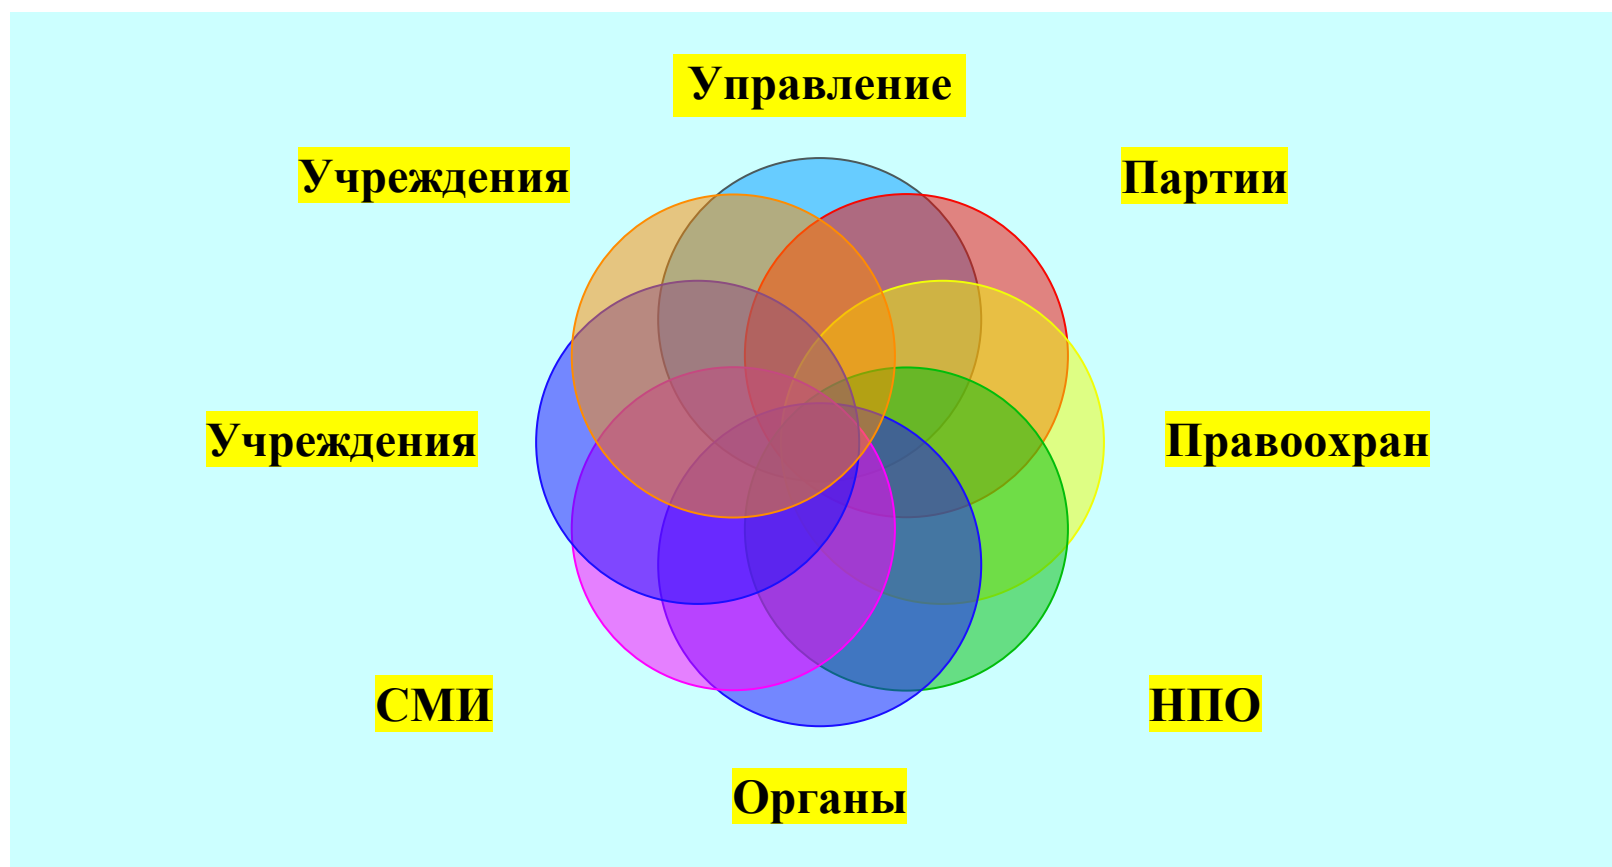 Управление
Учреждения
Партии
Учреждения
Правоохран
СМИ
НПО
Органы